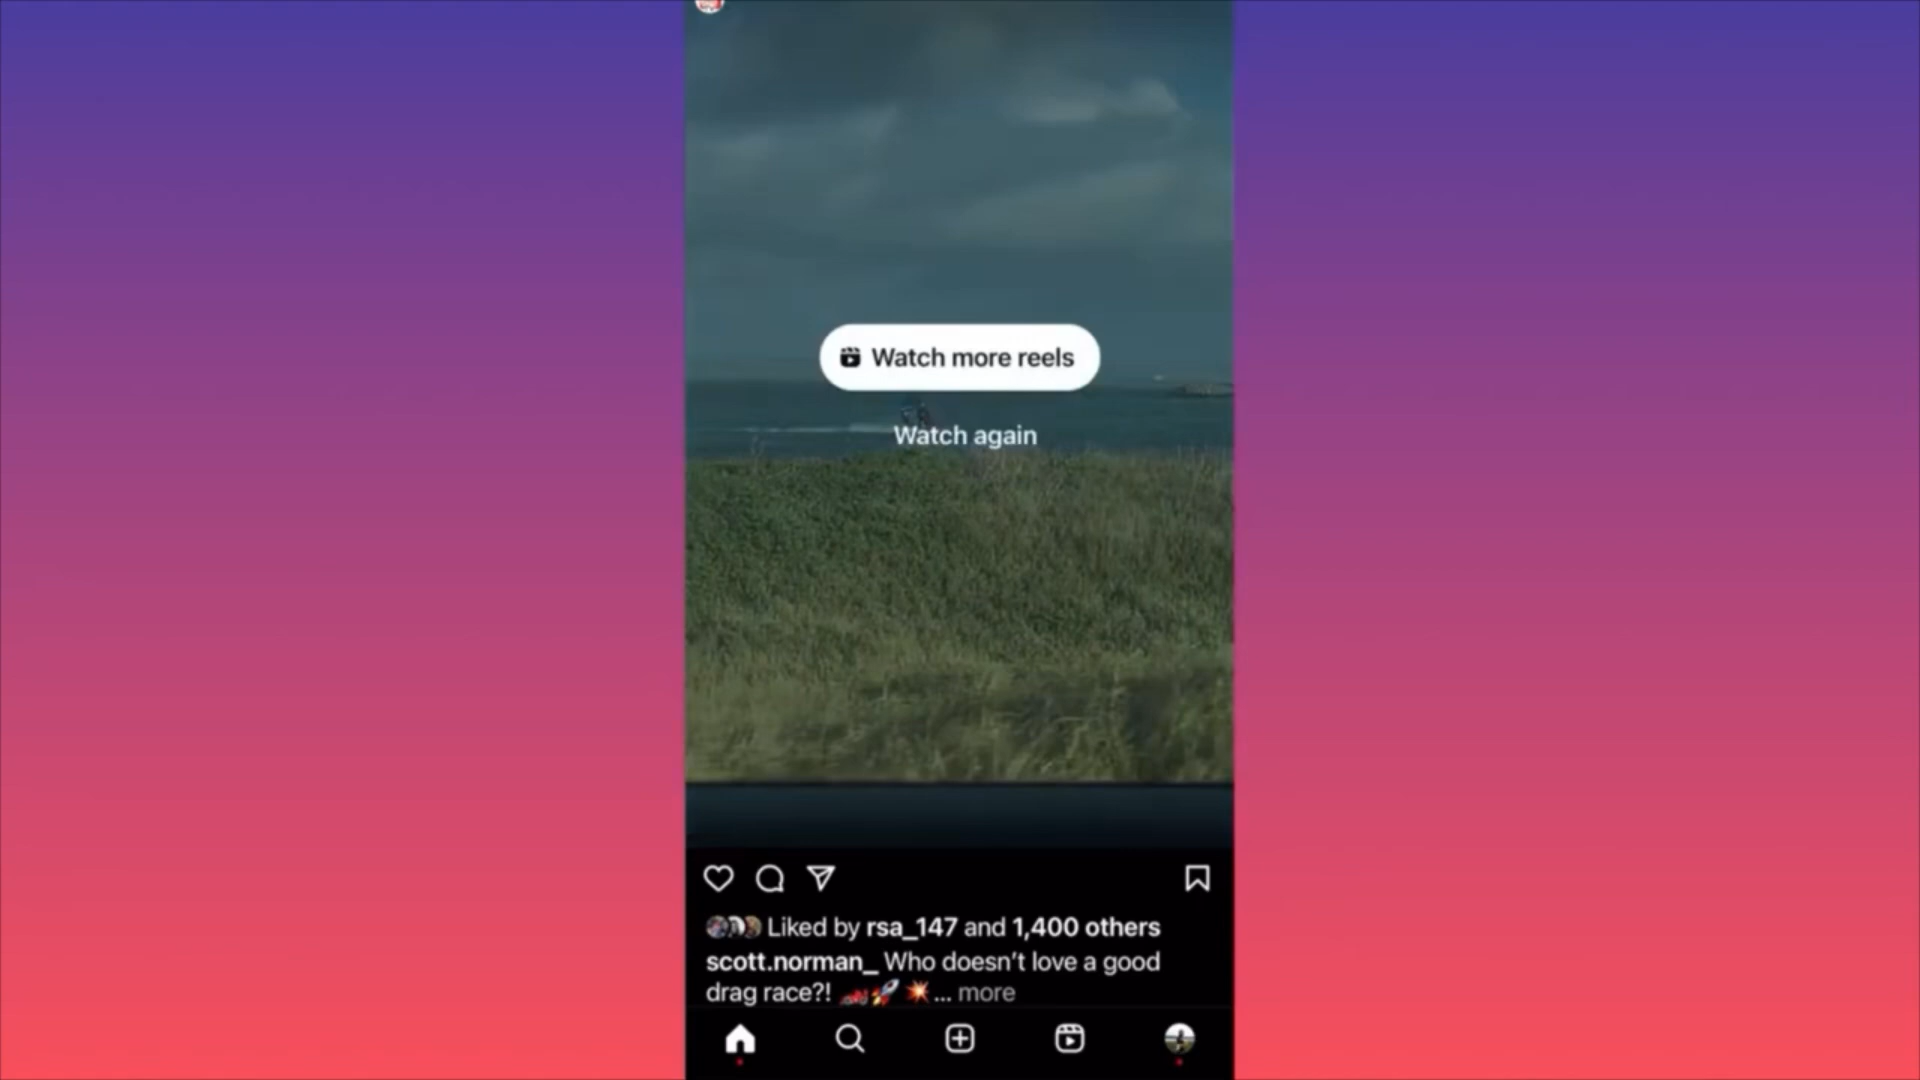 Watch more reels
Watch again
Liked by rsa_147 and 1,400 others
scott.norman_ Who doesn’t love a good
drag race?! 🏎️🚀 💥... more